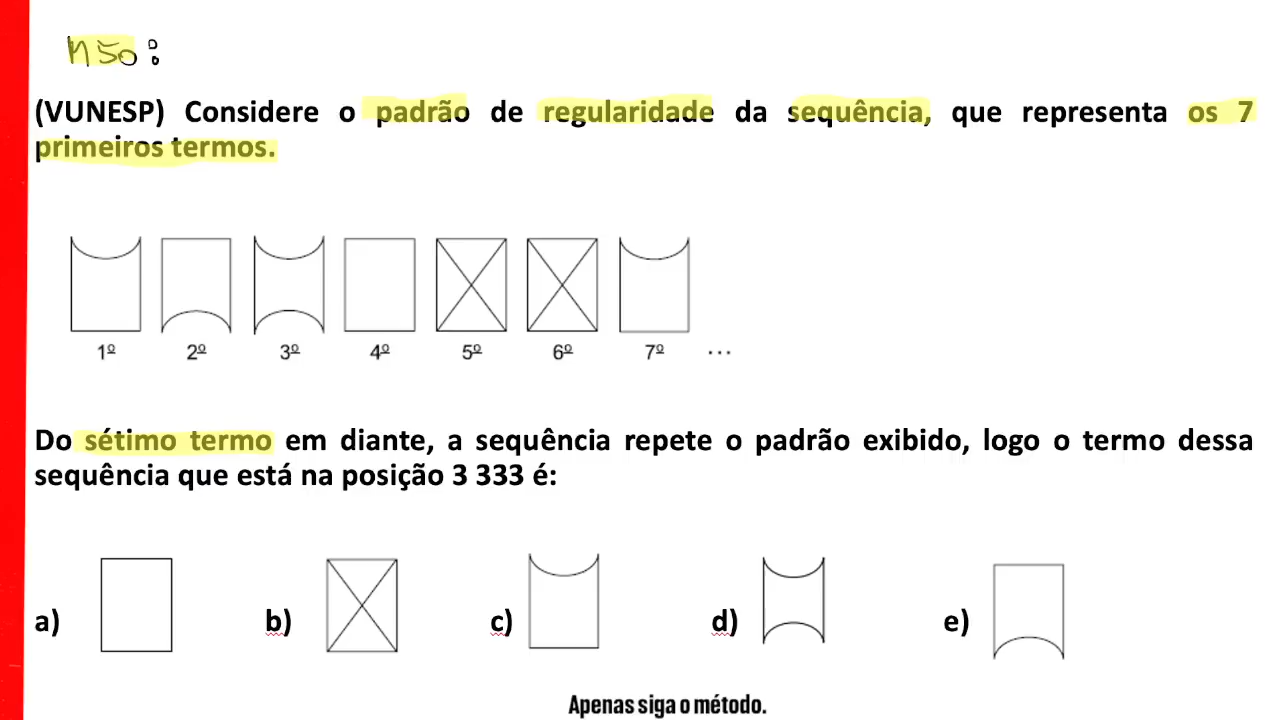 M50:
(VUNESP) Considere o padrão de regularidade da sequência, que representa os 7
primeiros termos.
1º 2º 3º 4º 5º 6º 7º ...
Do sétimo termo em diante, a sequência repete o padrão exibido, logo o termo dessa
sequência que está na posição 3 333 é:
a) b) c) d) e)
Apenas siga o método.